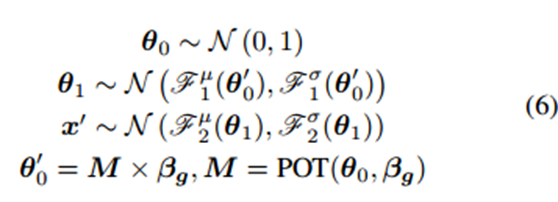 θ₀ ∼ 𝒩 (0, 1)
θ₁ ∼ 𝒩 (ℱ₁^μ(θ′₀), ℱ₁^σ(θ′₀))
x′ ∼ 𝒩 (ℱ₂^μ(θ₁), ℱ₂^σ(θ₁))
θ′₀ = M × β_g, M = POT(θ₀, β_g)
(6)